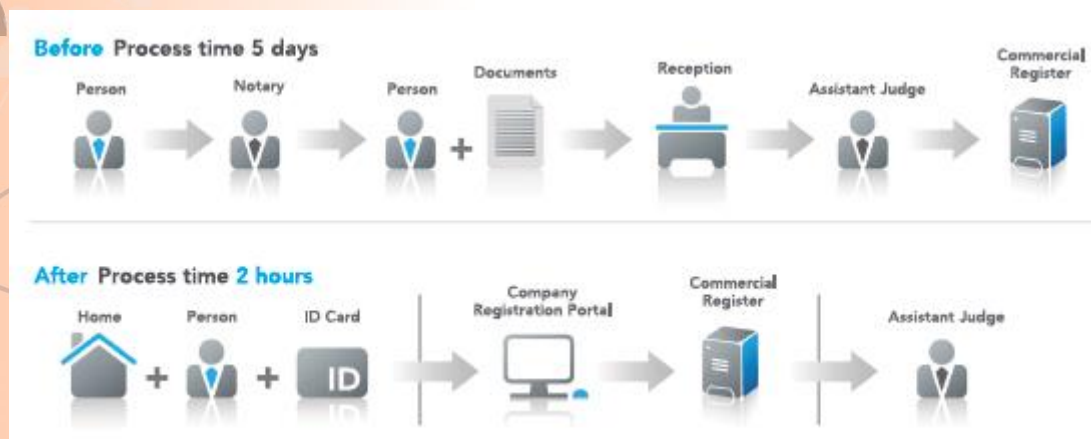 Before Process time 5 days
Person
Notary
Person
Documents
Reception
Assistant Judge
Commercial
Register
+
After Process time 2 hours
Home
Person
ID Card
Company
Registration Portal
Commercial
Register
Assistant Judge
+
+
ID